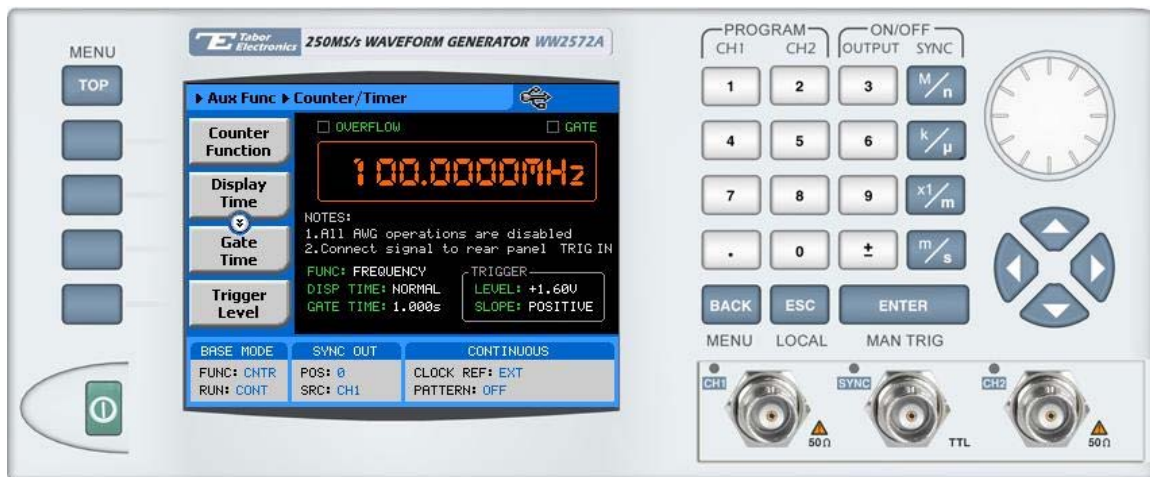 Tabor Electronics 250MS/s WAVEFORM GENERATOR WW2572A
MENU
TOP
Aux Func Counter/Timer
Counter Function
Display Time
Gate Time
Trigger Level
OVERFLOW GATE
100.0000MHz
NOTES:
1.All AWG operations are disabled
2.Connect signal to rear panel TRIG IN
FUNC: FREQUENCY
DISP TIME: NORMAL
GATE TIME: 1.000s
TRIGGER
LEVEL: +1.60V
SLOPE: POSITIVE
BASE MODE
FUNC: CNTR
RUN: CONT
SYNC OUT
POS: 0
SRC: CH1
CONTINUOUS
CLOCK REF: EXT
PATTERN: OFF
PROGRAM ON/OFF
CH1 CH2 OUTPUT SYNC
1 2 3 M/n
4 5 6 k/µ
7 8 9 x1/m
. 0 ± m/s
BACK ESC ENTER
MENU LOCAL MAN TRIG
CH1 SYNC CH2
50Ω TTL 50Ω